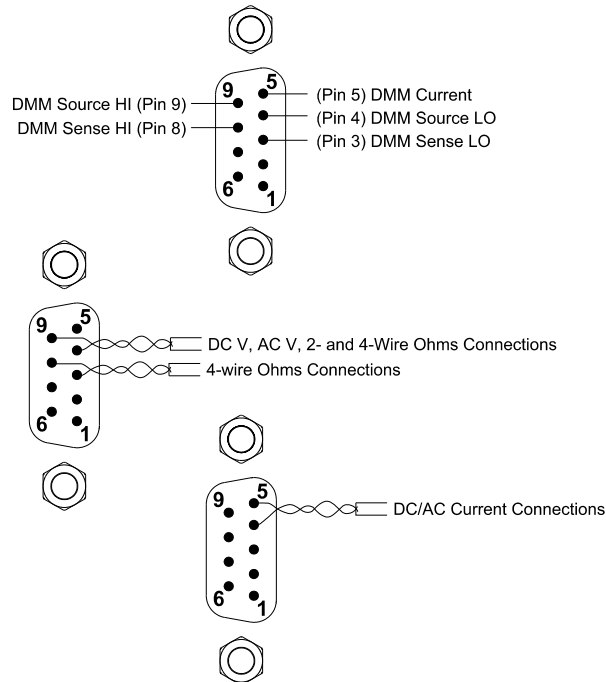 9
5
DMM Source HI (Pin 9)
(Pin 5) DMM Current
(Pin 4) DMM Source LO
DMM Sense HI (Pin 8)
(Pin 3) DMM Sense LO
6
1
9
5
DC V, AC V, 2- and 4-Wire Ohms Connections
4-wire Ohms Connections
6
1
9
5
DC/AC Current Connections
6
1